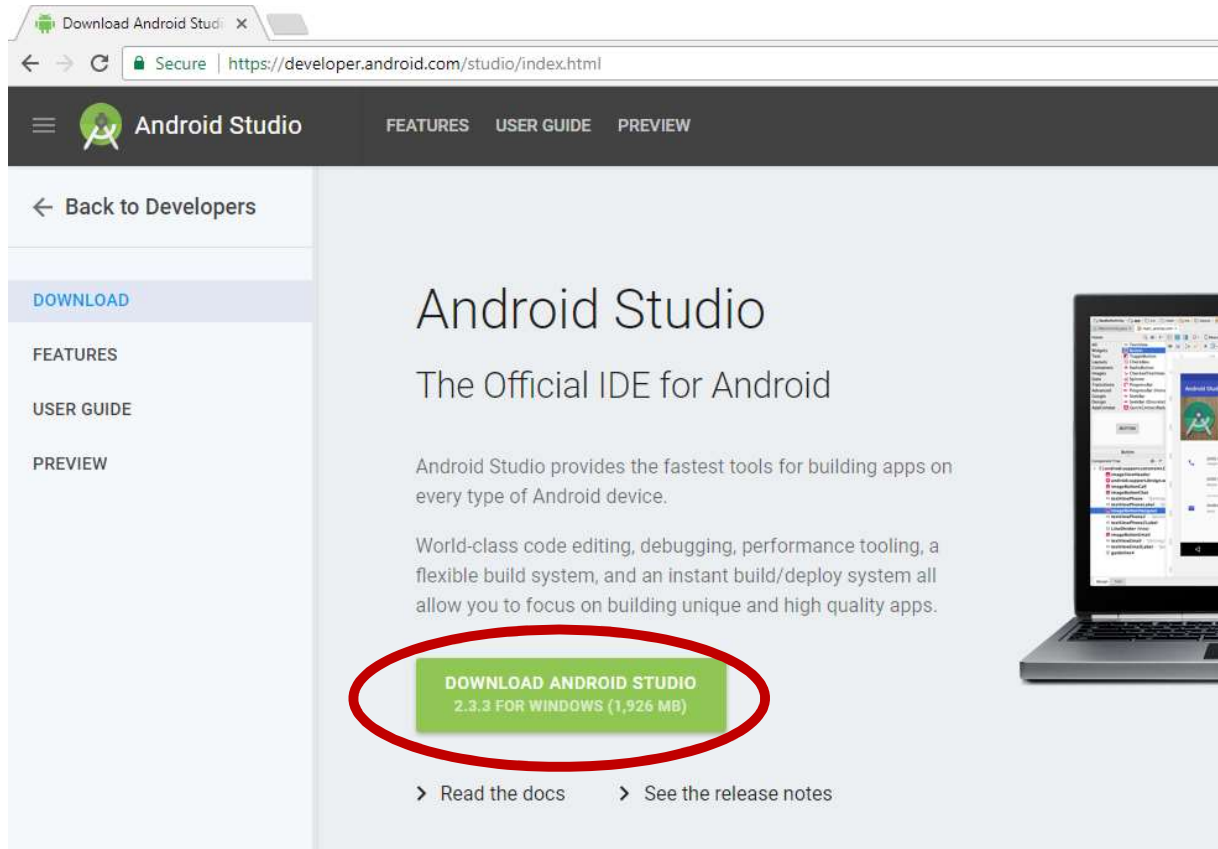 Download Android Studi
Secure https://developer.android.com/studio/index.html
Android Studio FEATURES USER GUIDE PREVIEW
Back to Developers
DOWNLOAD
FEATURES
USER GUIDE
PREVIEW
Android Studio
The Official IDE for Android
Android Studio provides the fastest tools for building apps on
every type of Android device.
World-class code editing, debugging, performance tooling, a
flexible build system, and an instant build/deploy system all
allow you to focus on building unique and high quality apps.
DOWNLOAD ANDROID STUDIO
2.3.3 FOR WINDOWS (1,926 MB)
Read the docs See the release notes